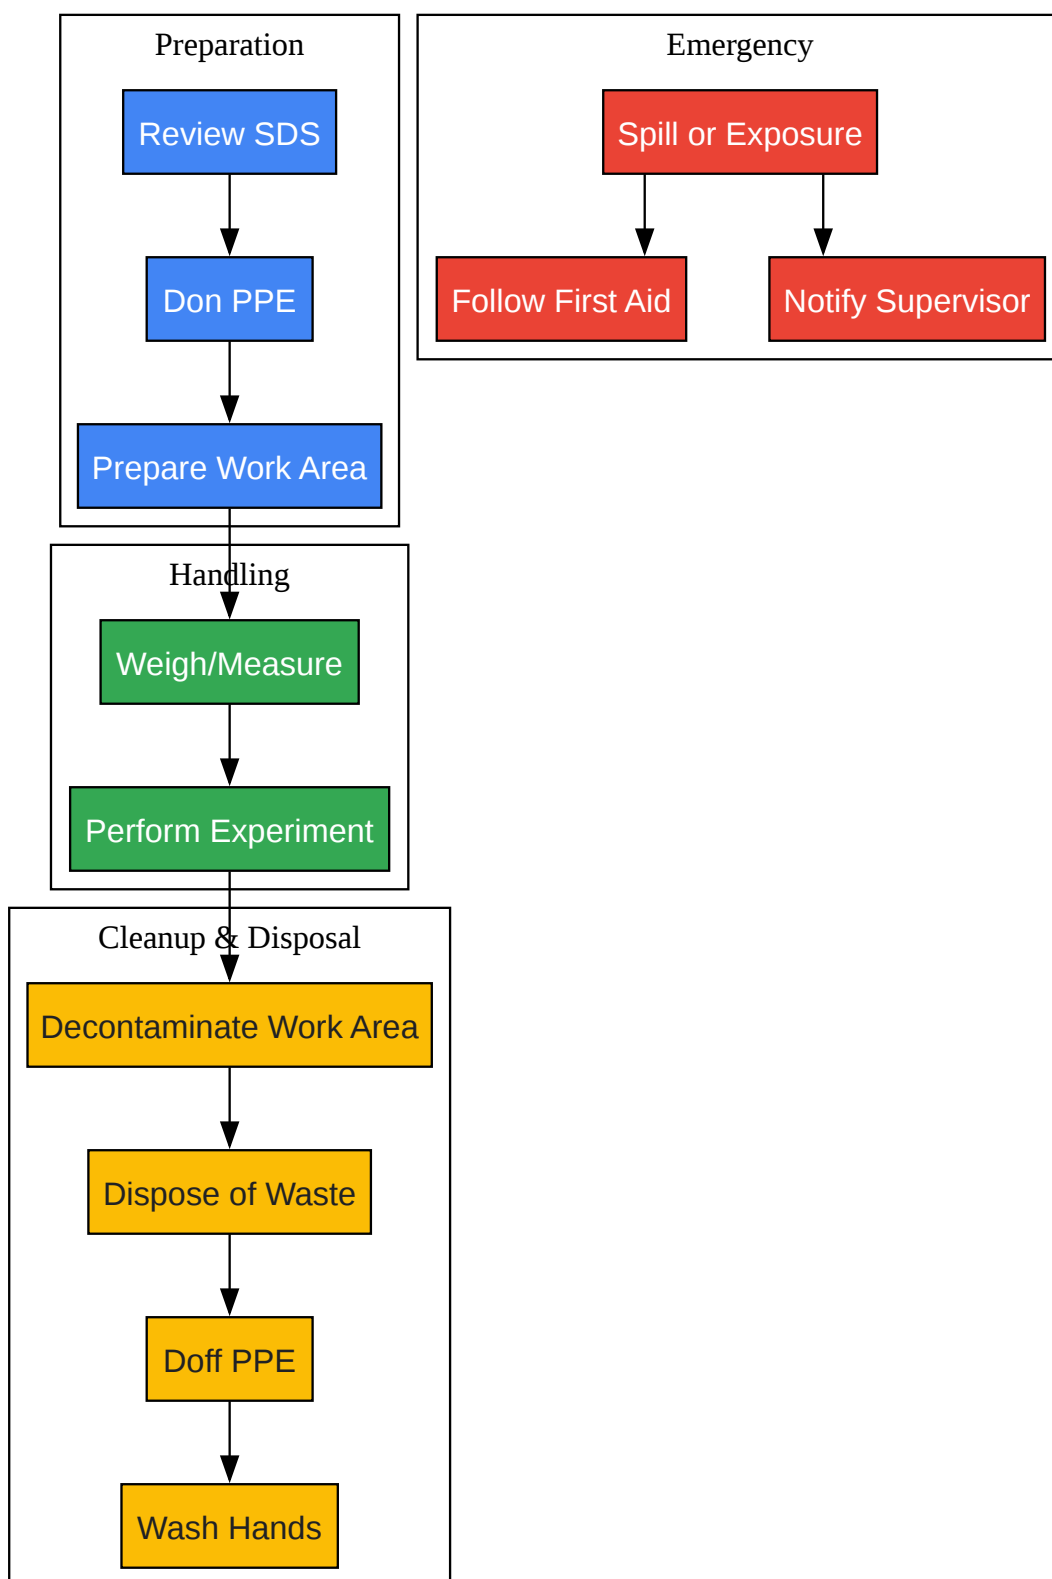 Preparation
Review SDS
Don PPE
Prepare Work Area
Emergency
Spill or Exposure
Follow First Aid
Notify Supervisor
Handling
Weigh/Measure
Perform Experiment
Cleanup & Disposal
Decontaminate Work Area
Dispose of Waste
Doff PPE
Wash Hands